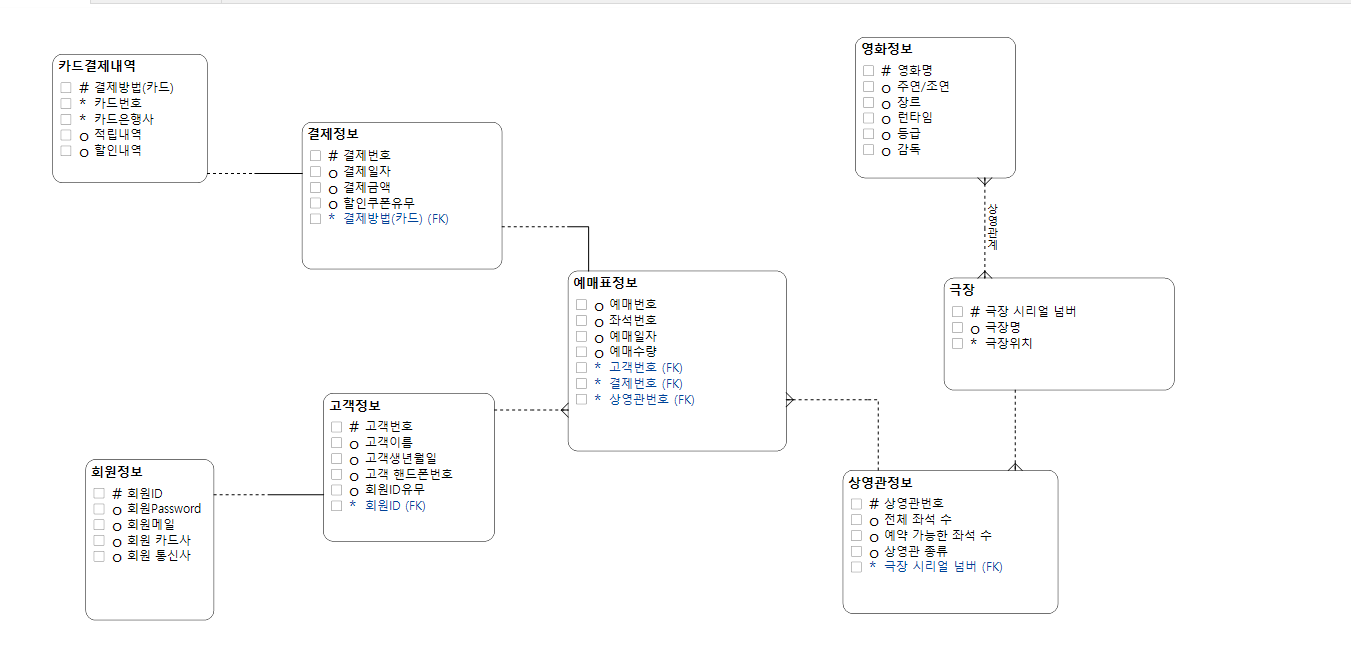 카드결제내역
# 결제방법(카드)
* 카드번호
* 카드은행사
o 적립내역
o 할인내역
결제정보
# 결제번호
o 결제일자
o 결제금액
o 할인쿠폰유무
* 결제방법(카드) (FK)
영화정보
# 영화명
o 주연/조연
o 장르
o 런타임
o 등급
o 감독
상영관계
예매표정보
o 예매번호
o 좌석번호
o 예매일자
o 예매수량
* 고객번호 (FK)
* 결제번호 (FK)
* 상영관번호 (FK)
극장
# 극장 시리얼 넘버
o 극장명
* 극장위치
고객정보
# 고객번호
o 고객이름
o 고객생년월일
o 고객 핸드폰번호
o 회원ID유무
* 회원ID (FK)
회원정보
# 회원ID
o 회원Password
o 회원메일
o 회원 카드사
o 회원 통신사
상영관정보
# 상영관번호
o 전체 좌석 수
o 예약 가능한 좌석 수
o 상영관 종류
* 극장 시리얼 넘버 (FK)